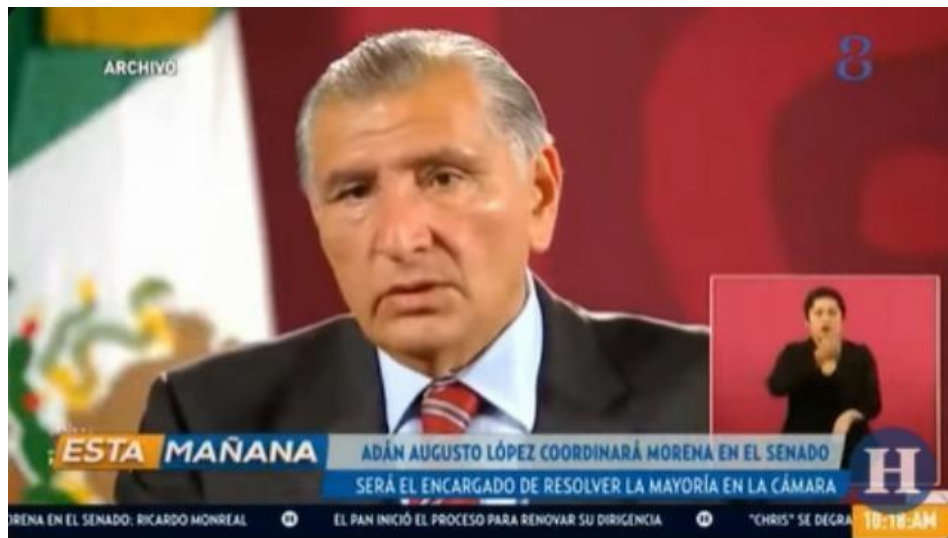 ARCHIVO
8
ESTA MAÑANA
ADÁN AUGUSTO LÓPEZ COORDINARÁ MORENA EN EL SENADO
SERÁ EL ENCARGADO DE RESOLVER LA MAYORÍA EN LA CÁMARA
H
RENA EN EL SENADO: RICARDO MONREAL H EL PAN INICIÓ EL PROCESO PARA RENOVAR SU DIRIGENCIA H "CHRIS" SE DEGRA 10:18:AM